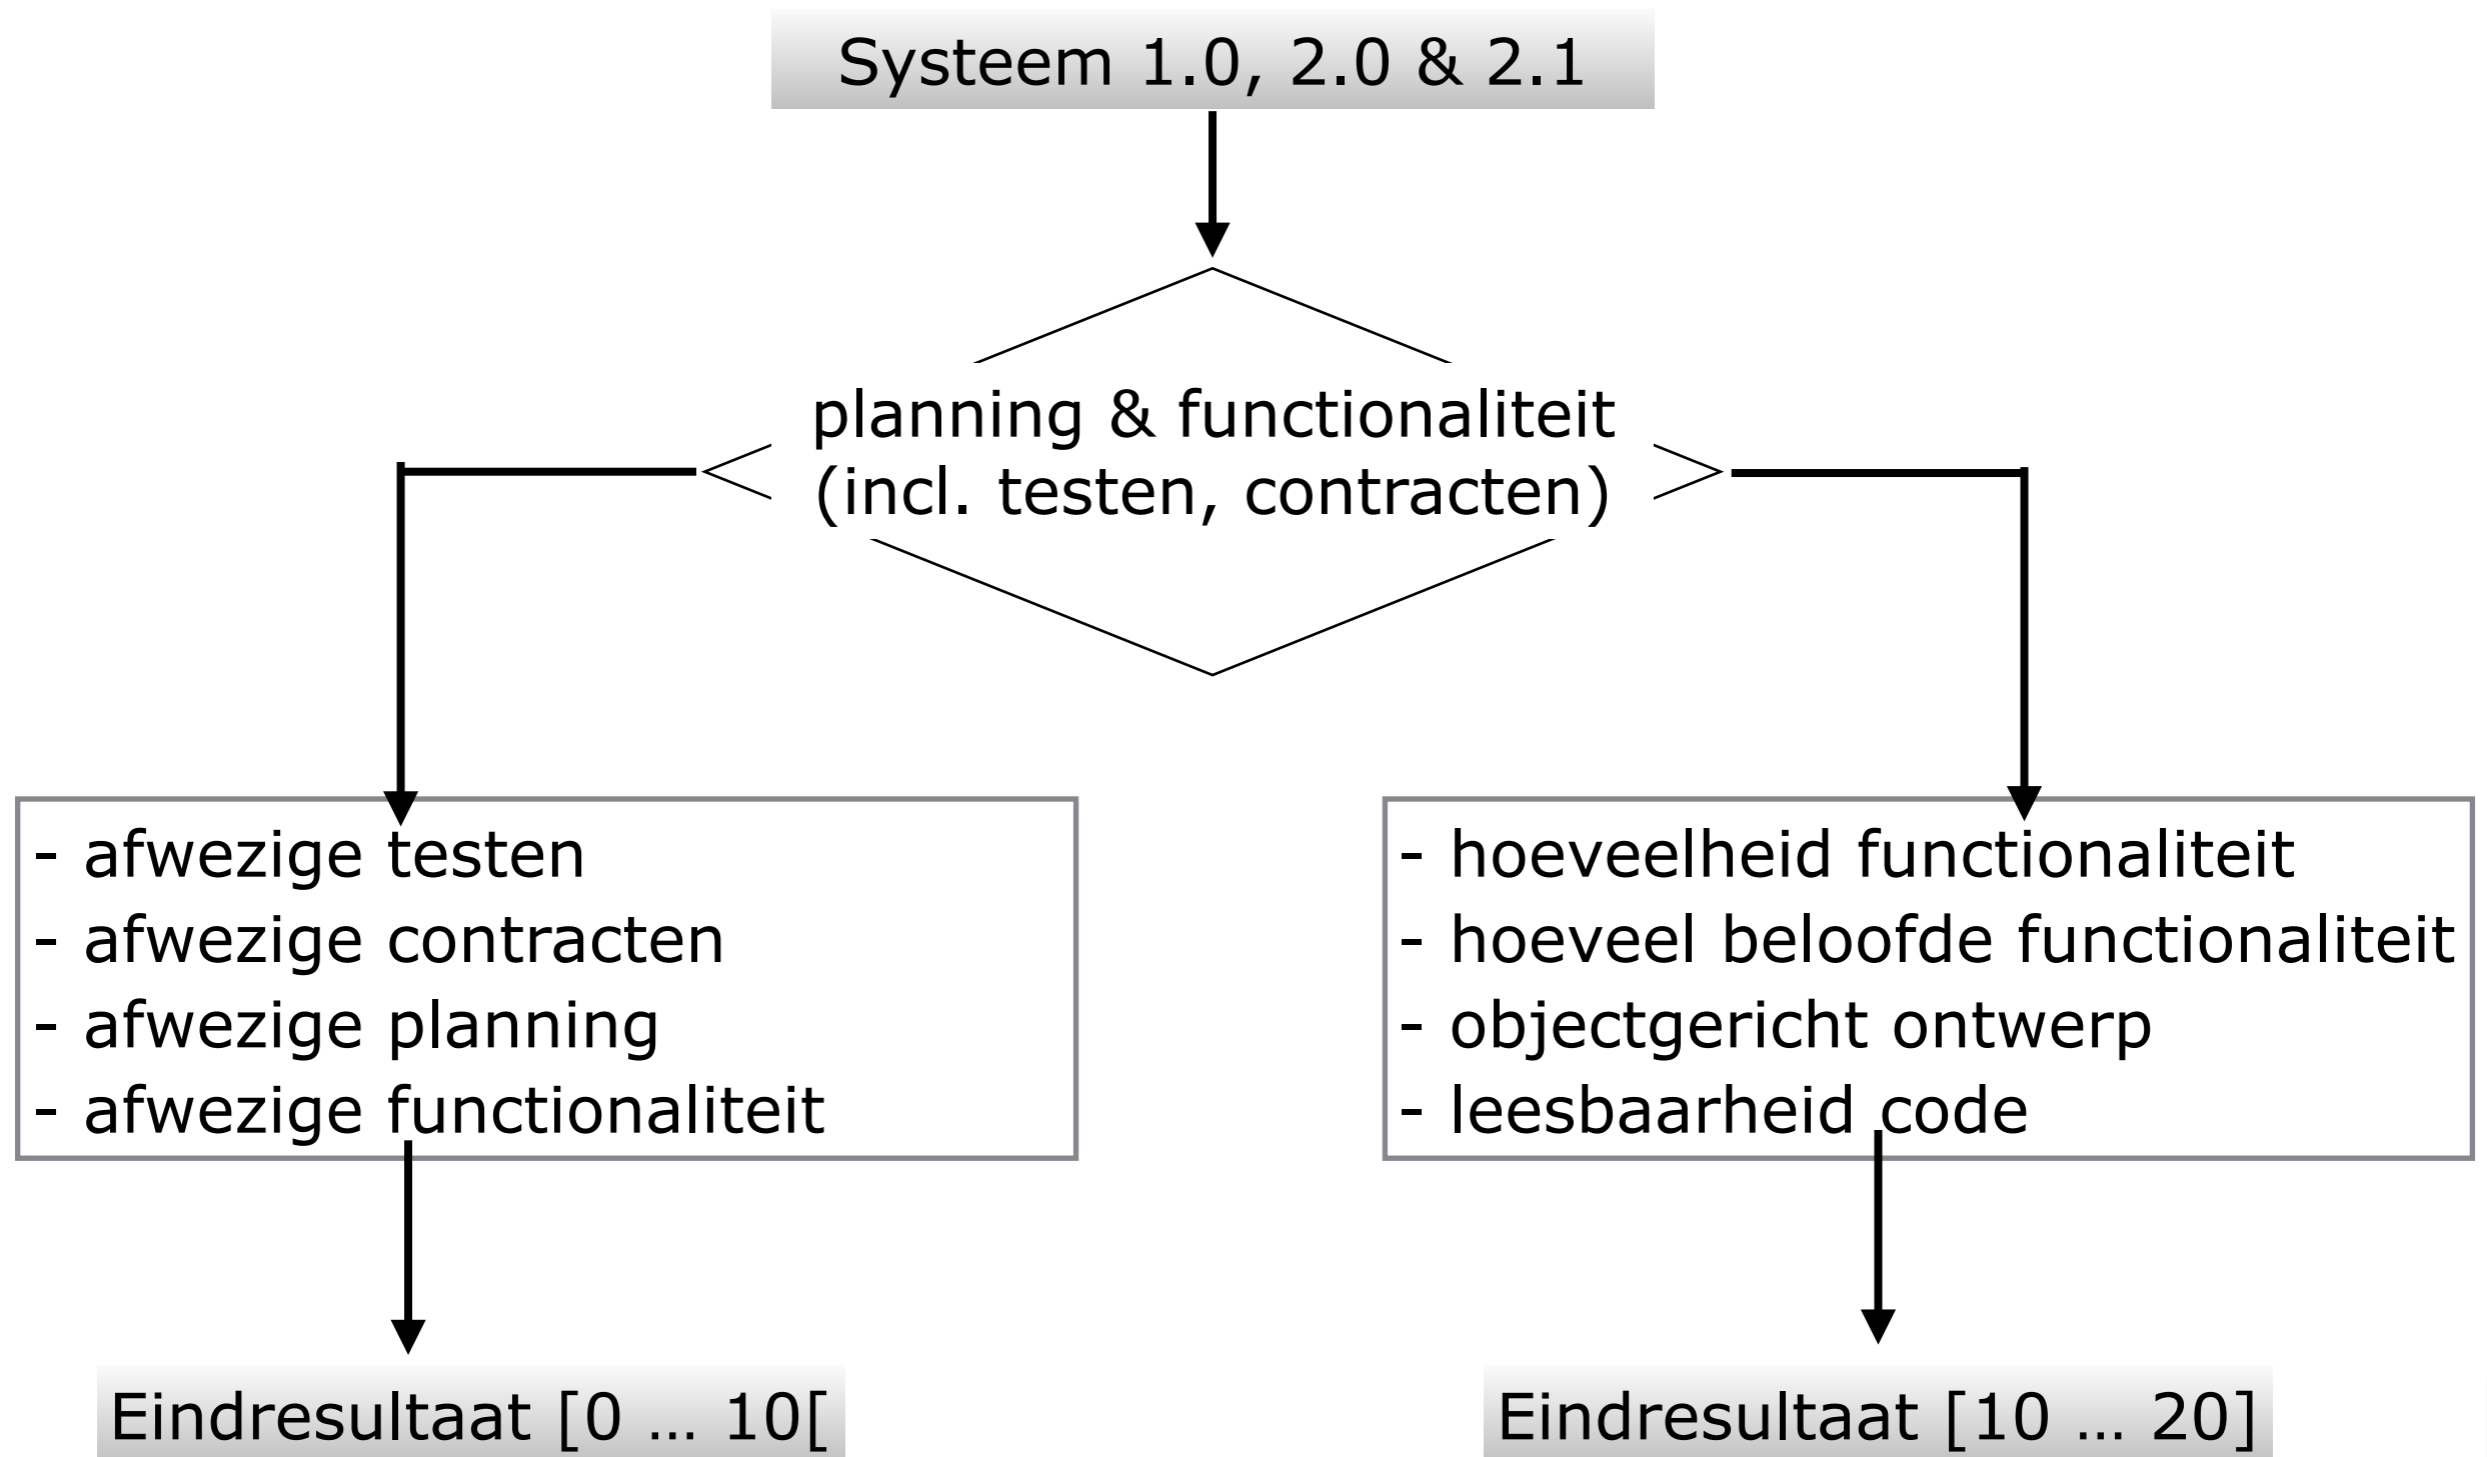 Systeem 1.0, 2.0 & 2.1
planning & functionaliteit
(incl. testen, contracten)
- afwezige testen
- afwezige contracten
- afwezige planning
- afwezige functionaliteit
- hoeveelheid functionaliteit
- hoeveel beloofde functionaliteit
- objectgericht ontwerp
- leesbaarheid code
Eindresultaat [0 … 10[
Eindresultaat [10 … 20]